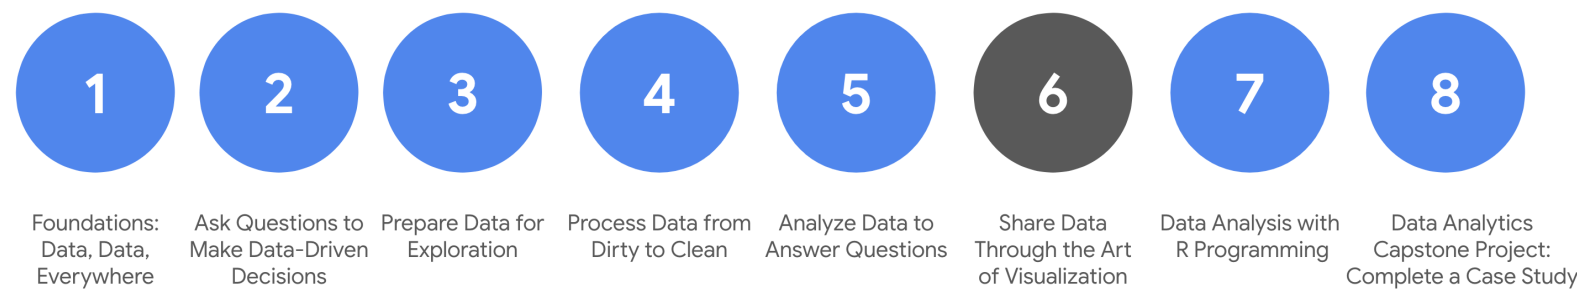 1
2
3
4
5
6
7
8
Foundations:
Data, Data,
Everywhere
Ask Questions to
Make Data-Driven
Decisions
Prepare Data for
Exploration
Process Data from
Dirty to Clean
Analyze Data to
Answer Questions
Share Data
Through the Art
of Visualization
Data Analysis with
R Programming
Data Analytics
Capstone Project:
Complete a Case Study